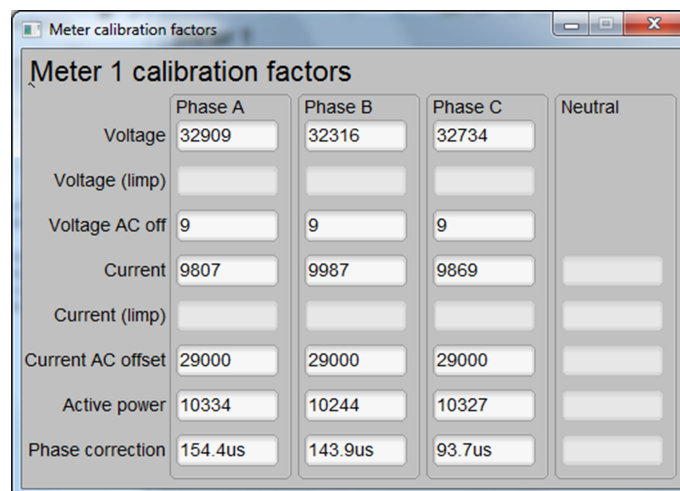 Meter calibration factors
Meter 1 calibration factors
Phase A Phase B Phase C Neutral
Voltage 32909 32316 32734
Voltage (limp)
Voltage AC off 9 9 9
Current 9807 9987 9869
Current (limp)
Current AC offset 29000 29000 29000
Active power 10334 10244 10327
Phase correction 154.4us 143.9us 93.7us